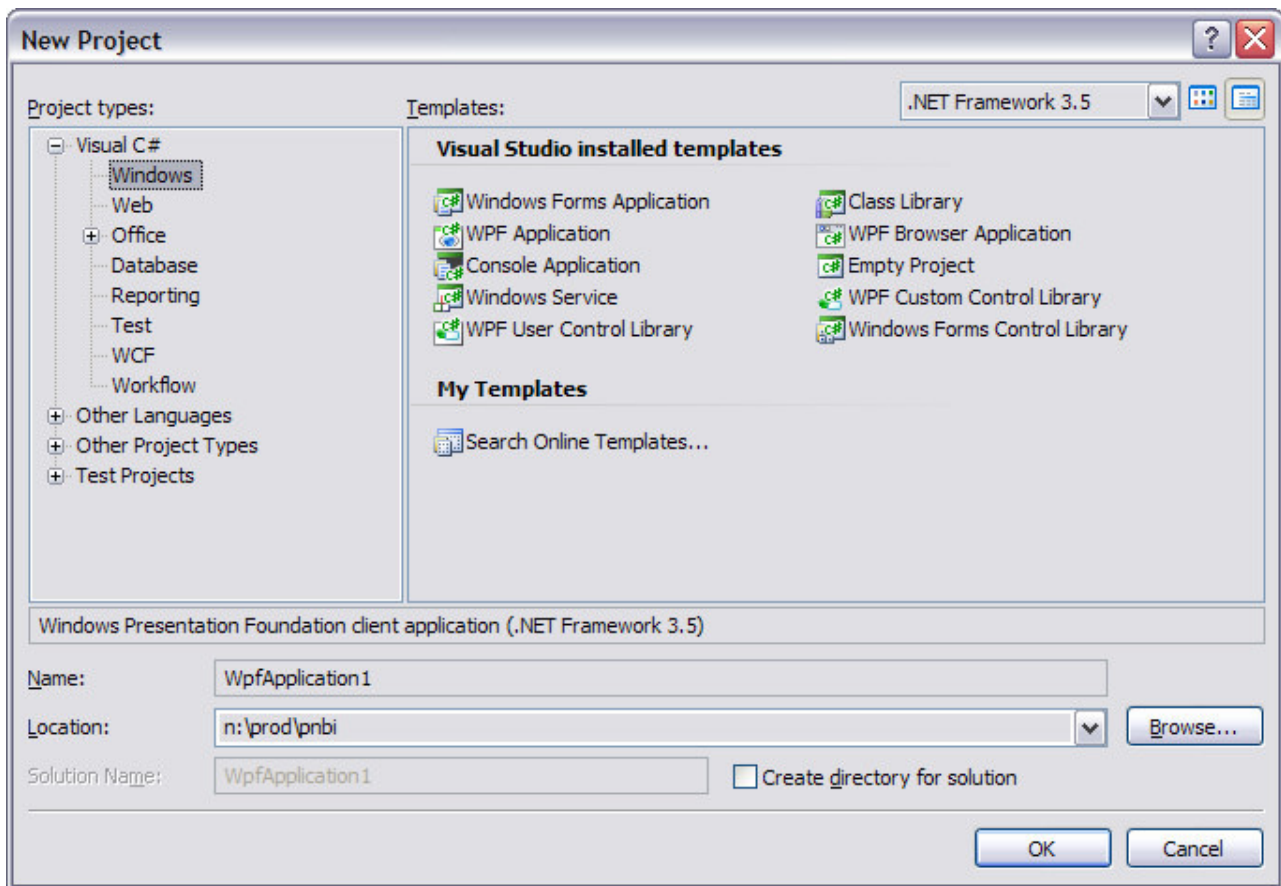 New Project
Project types:
Templates:
.NET Framework 3.5
Visual C#
Windows
Web
Office
Database
Reporting
Test
WCF
Workflow
Other Languages
Other Project Types
Test Projects
Visual Studio installed templates
Windows Forms Application
Class Library
WPF Application
WPF Browser Application
Console Application
Empty Project
Windows Service
WPF Custom Control Library
WPF User Control Library
Windows Forms Control Library
My Templates
Search Online Templates...
Windows Presentation Foundation client application (.NET Framework 3.5)
Name:
WpfApplication1
Location:
n:\prod\pnbi
Browse...
Solution Name:
WpfApplication1
Create directory for solution
OK
Cancel